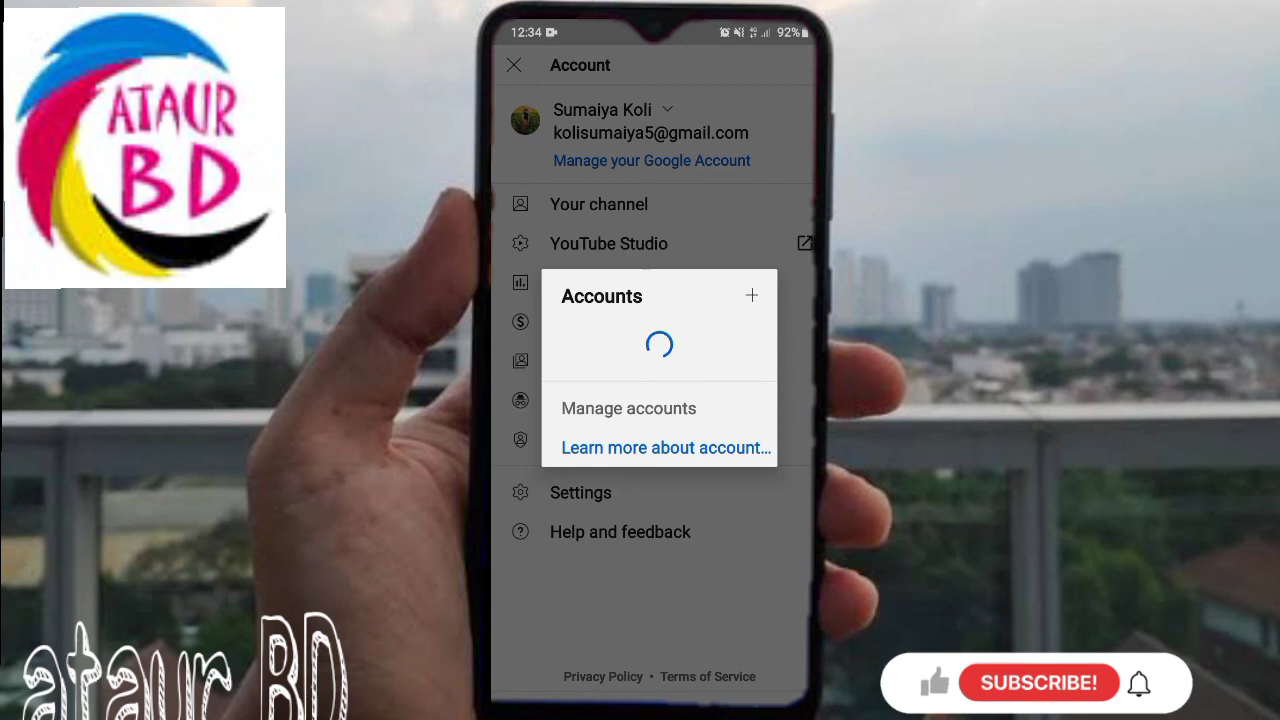 ATAUR
BD
12:34
92%
Account
Sumaiya Koli
kolisumaiya5@gmail.com
Manage your Google Account
Your channel
YouTube Studio
Accounts
Manage accounts
Learn more about account...
Settings
Help and feedback
Privacy Policy • Terms of Service
ataur BD
SUBSCRIBE!